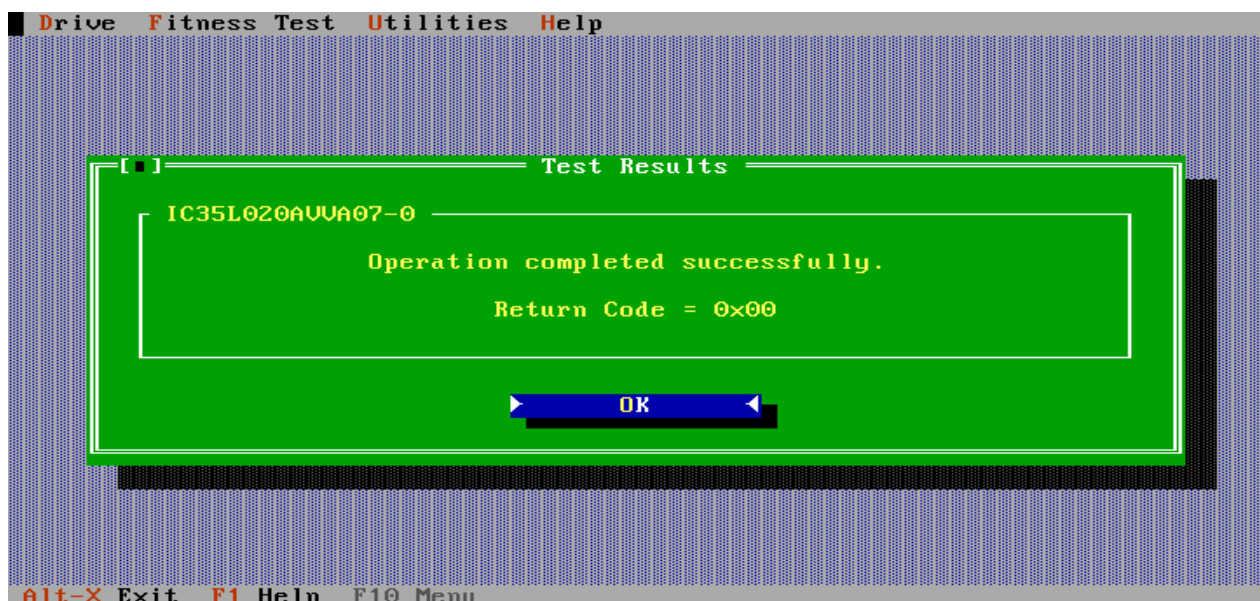 Drive Fitness Test Utilities Help
[■] Test Results
IC35L020AVVA07-0
Operation completed successfully.
Return Code = 0x00
OK
Alt-X Exit F1 Help F10 Menu